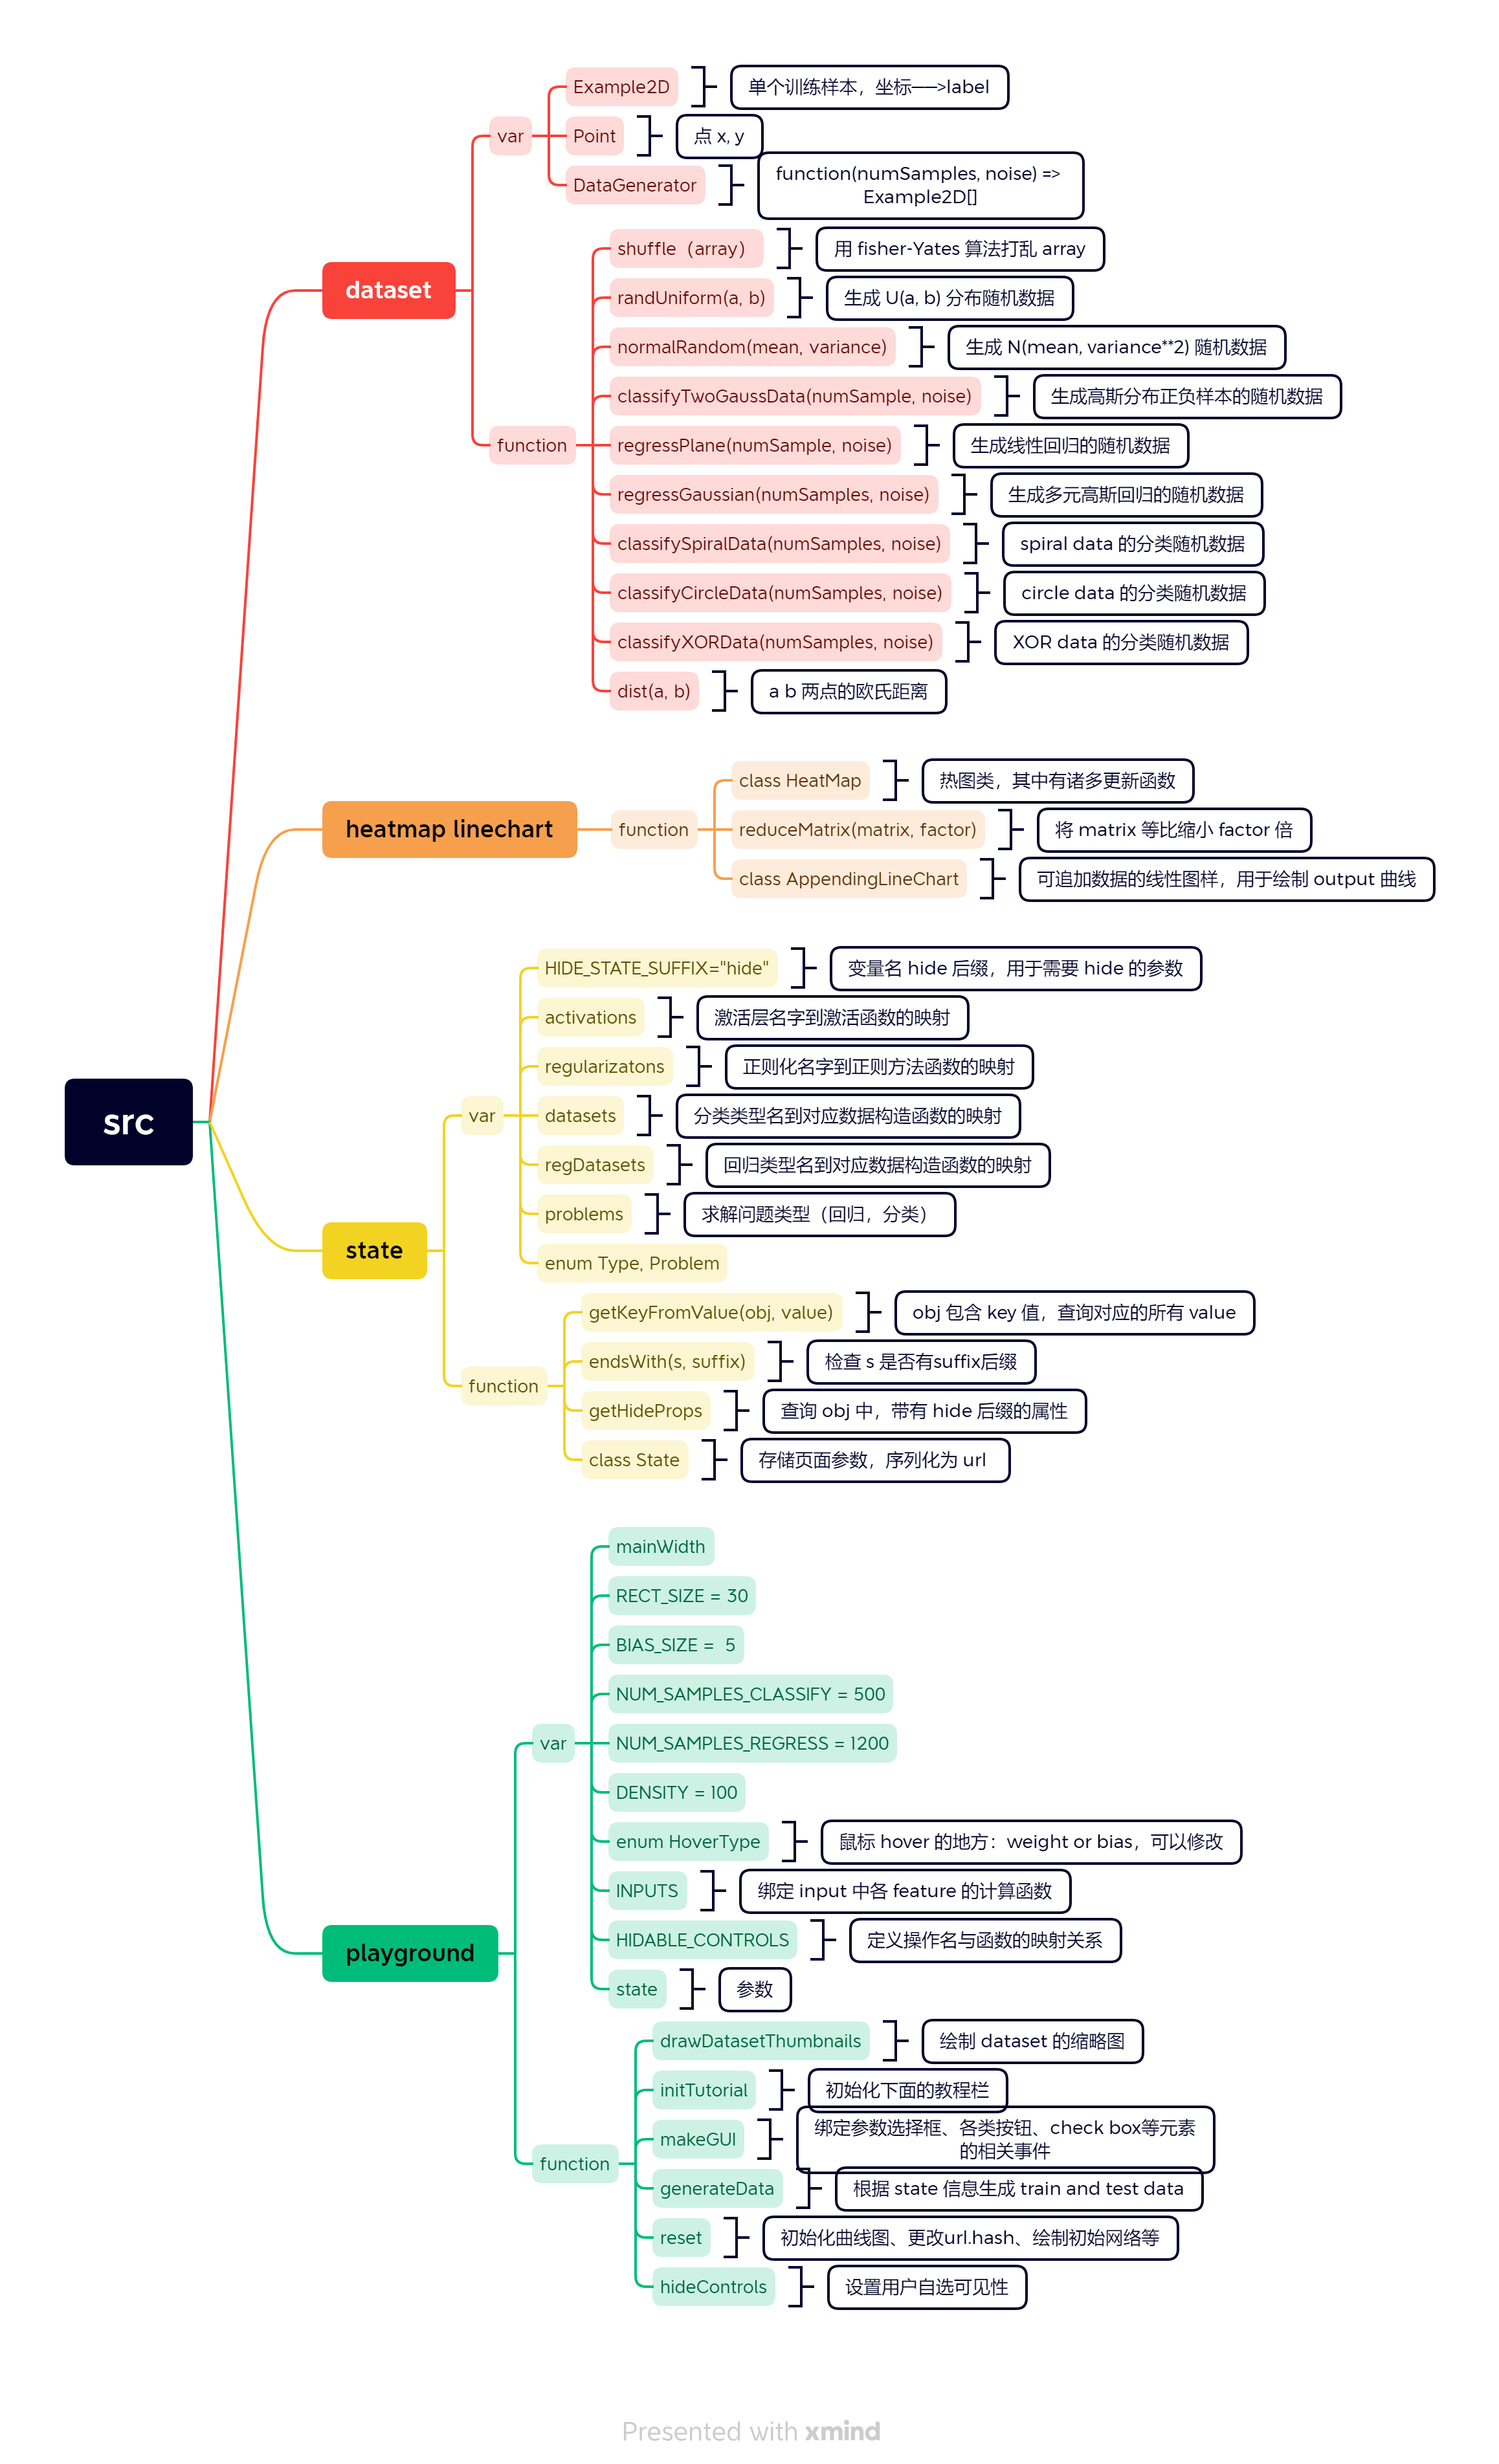 src
dataset
var
Example2D
单个训练样本，坐标——>label
Point
点 x, y
DataGenerator
function(numSamples, noise) =>
Example2D[]
function
shuffle（array）
用 fisher-Yates 算法打乱 array
randUniform(a, b)
生成 U(a, b) 分布随机数据
normalRandom(mean, variance)
生成 N(mean, variance**2) 随机数据
classifyTwoGaussData(numSample, noise)
生成高斯分布正负样本的随机数据
regressPlane(numSample, noise)
生成线性回归的随机数据
regressGaussian(numSamples, noise)
生成多元高斯回归的随机数据
classifySpiralData(numSamples, noise)
spiral data 的分类随机数据
classifyCircleData(numSamples, noise)
circle data 的分类随机数据
classifyXORData(numSamples, noise)
XOR data 的分类随机数据
dist(a, b)
a b 两点的欧氏距离
heatmap linechart
function
class HeatMap
热图类，其中有诸多更新函数
reduceMatrix(matrix, factor)
将 matrix 等比缩小 factor 倍
class AppendingLineChart
可追加数据的线性图样，用于绘制 output 曲线
state
var
HIDE_STATE_SUFFIX="hide"
变量名 hide 后缀，用于需要 hide 的参数
activations
激活层名字到激活函数的映射
regularizatons
正则化名字到正则方法函数的映射
datasets
分类类型名到对应数据构造函数的映射
regDatasets
回归类型名到对应数据构造函数的映射
problems
求解问题类型（回归，分类）
enum Type, Problem
function
getKeyFromValue(obj, value)
obj 包含 key 值，查询对应的所有 value
endsWith(s, suffix)
检查 s 是否有suffix后缀
getHideProps
查询 obj 中，带有 hide 后缀的属性
class State
存储页面参数，序列化为 url
playground
var
mainWidth
RECT_SIZE = 30
BIAS_SIZE =  5
NUM_SAMPLES_CLASSIFY = 500
NUM_SAMPLES_REGRESS = 1200
DENSITY = 100
enum HoverType
鼠标 hover 的地方：weight or bias，可以修改
INPUTS
绑定 input 中各 feature 的计算函数
HIDABLE_CONTROLS
定义操作名与函数的映射关系
state
参数
function
drawDatasetThumbnails
绘制 dataset 的缩略图
initTutorial
初始化下面的教程栏
makeGUI
绑定参数选择框、各类按钮、check box等元素
的相关事件
generateData
根据 state 信息生成 train and test data
reset
初始化曲线图、更改url.hash、绘制初始网络等
hideControls
设置用户自选可见性
Presented with xmind